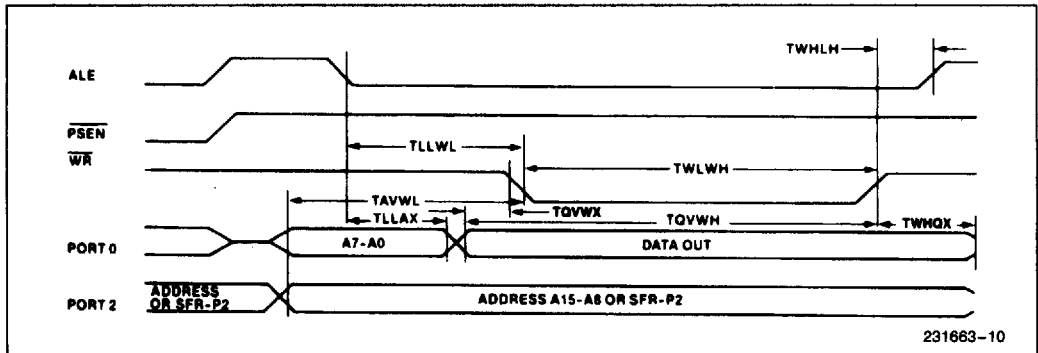 TWHLH
ALE
PSEN
TLLWL
WR
TWLWH
TAVWL
TQVWX
TLLAX
TQVWH
TWHQX
PORT 0
A7-A0
DATA OUT
ADDRESS
OR SFR-P2
PORT 2
ADDRESS A15-A8 OR SFR-P2
231663-10